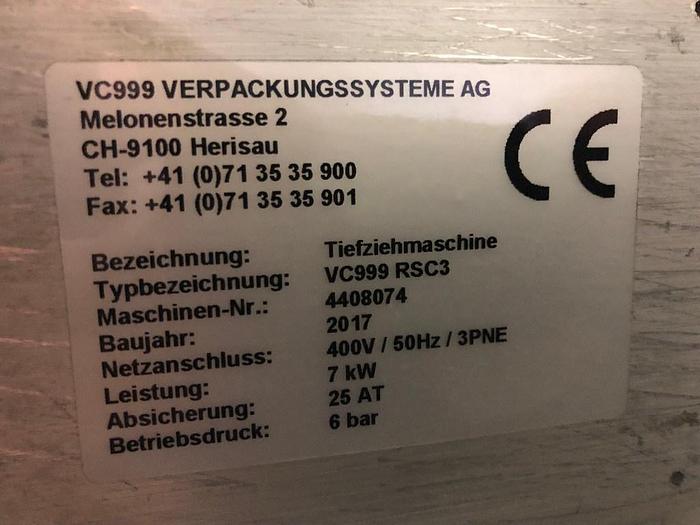 VC999 VERPACKUNGSSYSTEME AG
Melonenstrasse 2
CH-9100 Herisau
Tel: +41 (0)71 35 35 900
Fax: +41 (0)71 35 35 901
CE
Bezeichnung: Tiefziehmaschine
Typbezeichnung: VC999 RSC3
Maschinen-Nr.: 4408074
Baujahr: 2017
Netzanschluss: 400V / 50Hz / 3PNE
Leistung: 7 kW
Absicherung: 25 AT
Betriebsdruck: 6 bar